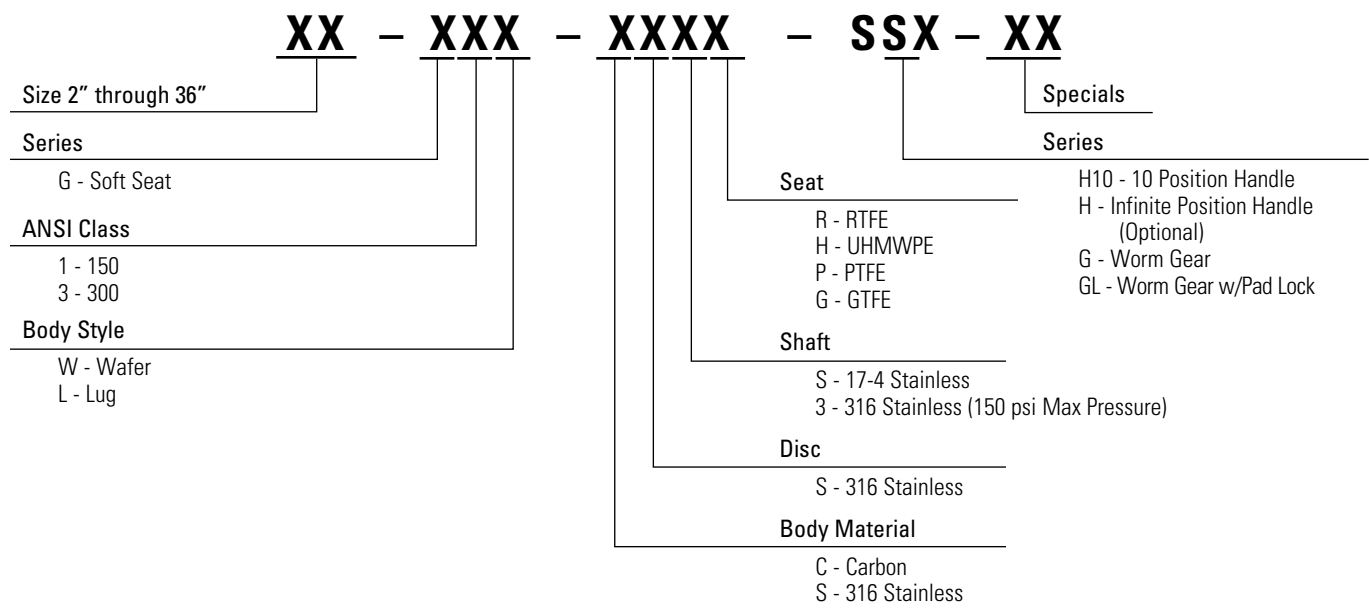 XX – XXX – XXXX – SSX – XX
Size 2” through 36”
Series
G - Soft Seat
ANSI Class
1 - 150
3 - 300
Body Style
W - Wafer
L - Lug
Specials
Series
H10 - 10 Position Handle
H - Infinite Position Handle
(Optional)
G - Worm Gear
GL - Worm Gear w/Pad Lock
Seat
R - RTFE
H - UHMWPE
P - PTFE
G - GTFE
Shaft
S - 17-4 Stainless
3 - 316 Stainless (150 psi Max Pressure)
Disc
S - 316 Stainless
Body Material
C - Carbon
S - 316 Stainless